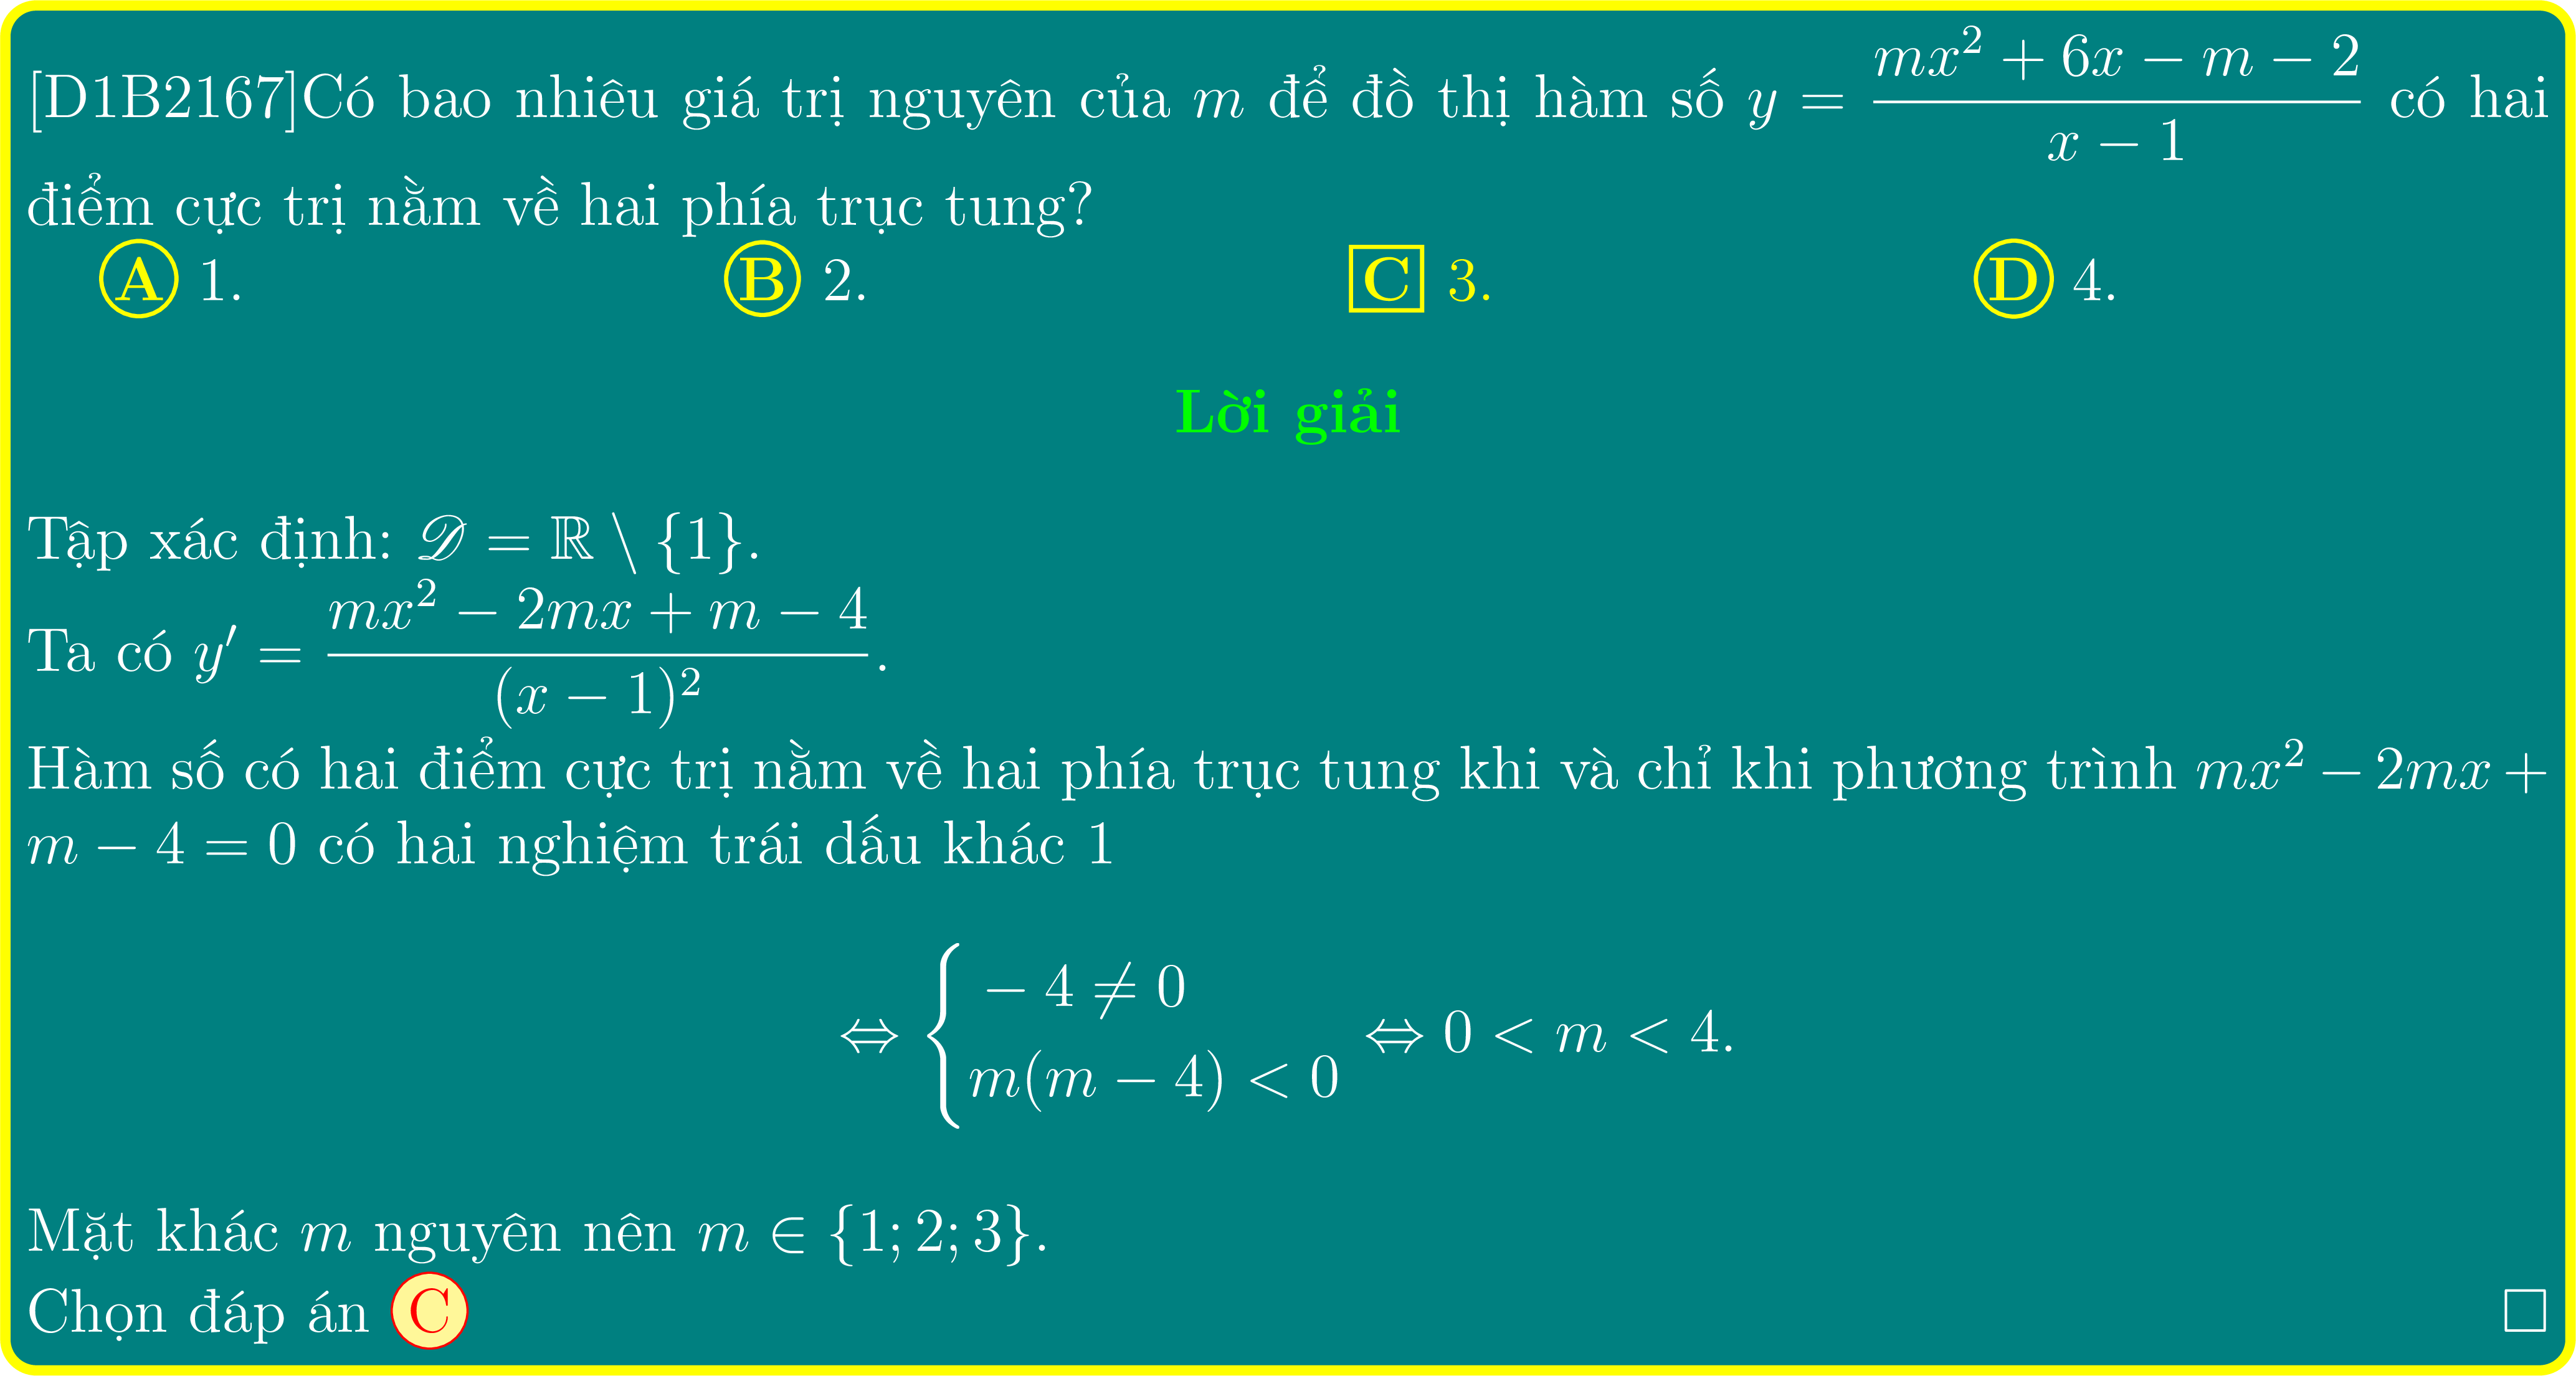 [D1B2167]Có bao nhiêu giá trị nguyên của $m$ để đồ thị hàm số $y = \dfrac{mx^2 + 6x - m - 2}{x - 1}$ có hai
điểm cực trị nằm về hai phía trục tung?
Ⓐ 1. Ⓑ 2. C 3. Ⓓ 4.
Lời giải
Tập xác định: $\mathscr{D} = \mathbb{R} \setminus \{1\}$.
Ta có $y' = \dfrac{mx^2 - 2mx + m - 4}{(x - 1)^2}$.
Hàm số có hai điểm cực trị nằm về hai phía trục tung khi và chỉ khi phương trình $mx^2 - 2mx +$
$m - 4 = 0$ có hai nghiệm trái dấu khác 1
$\Leftrightarrow \begin{cases} -4 \neq 0 \\ m(m - 4) < 0 \end{cases} \Leftrightarrow 0 < m < 4.$
Mặt khác $m$ nguyên nên $m \in \{1; 2; 3\}$.
Chọn đáp án Ⓒ □